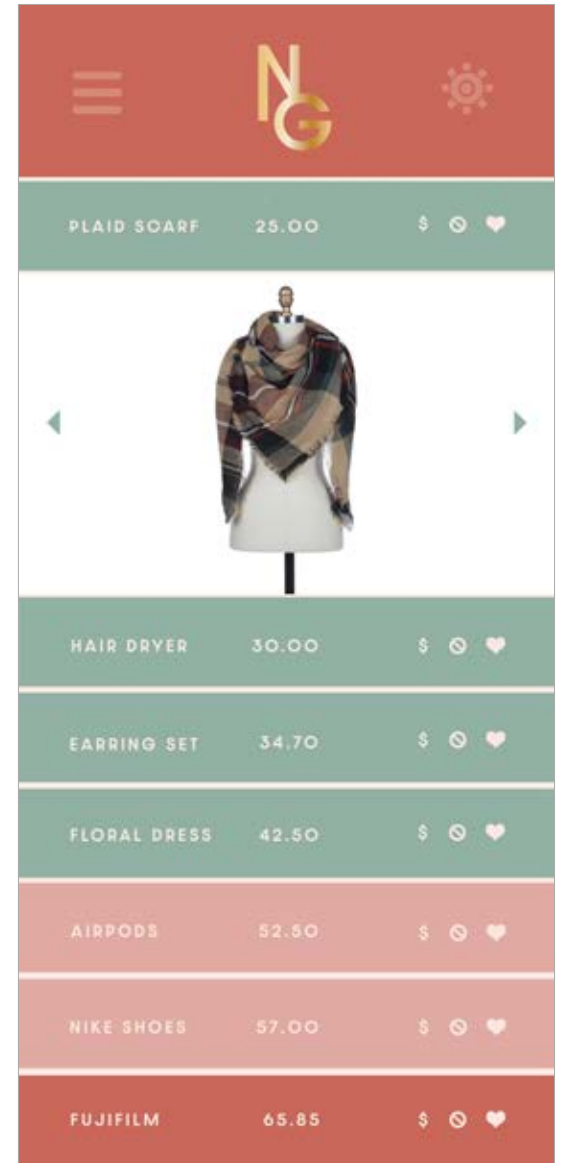 NG
PLAID SCARF 25.00 $
HAIR DRYER 30.00 $
EARRING SET 34.70 $
FLORAL DRESS 42.50 $
AIRPODS 52.50 $
NIKE SHOES 57.00 $
FUJIFILM 65.85 $